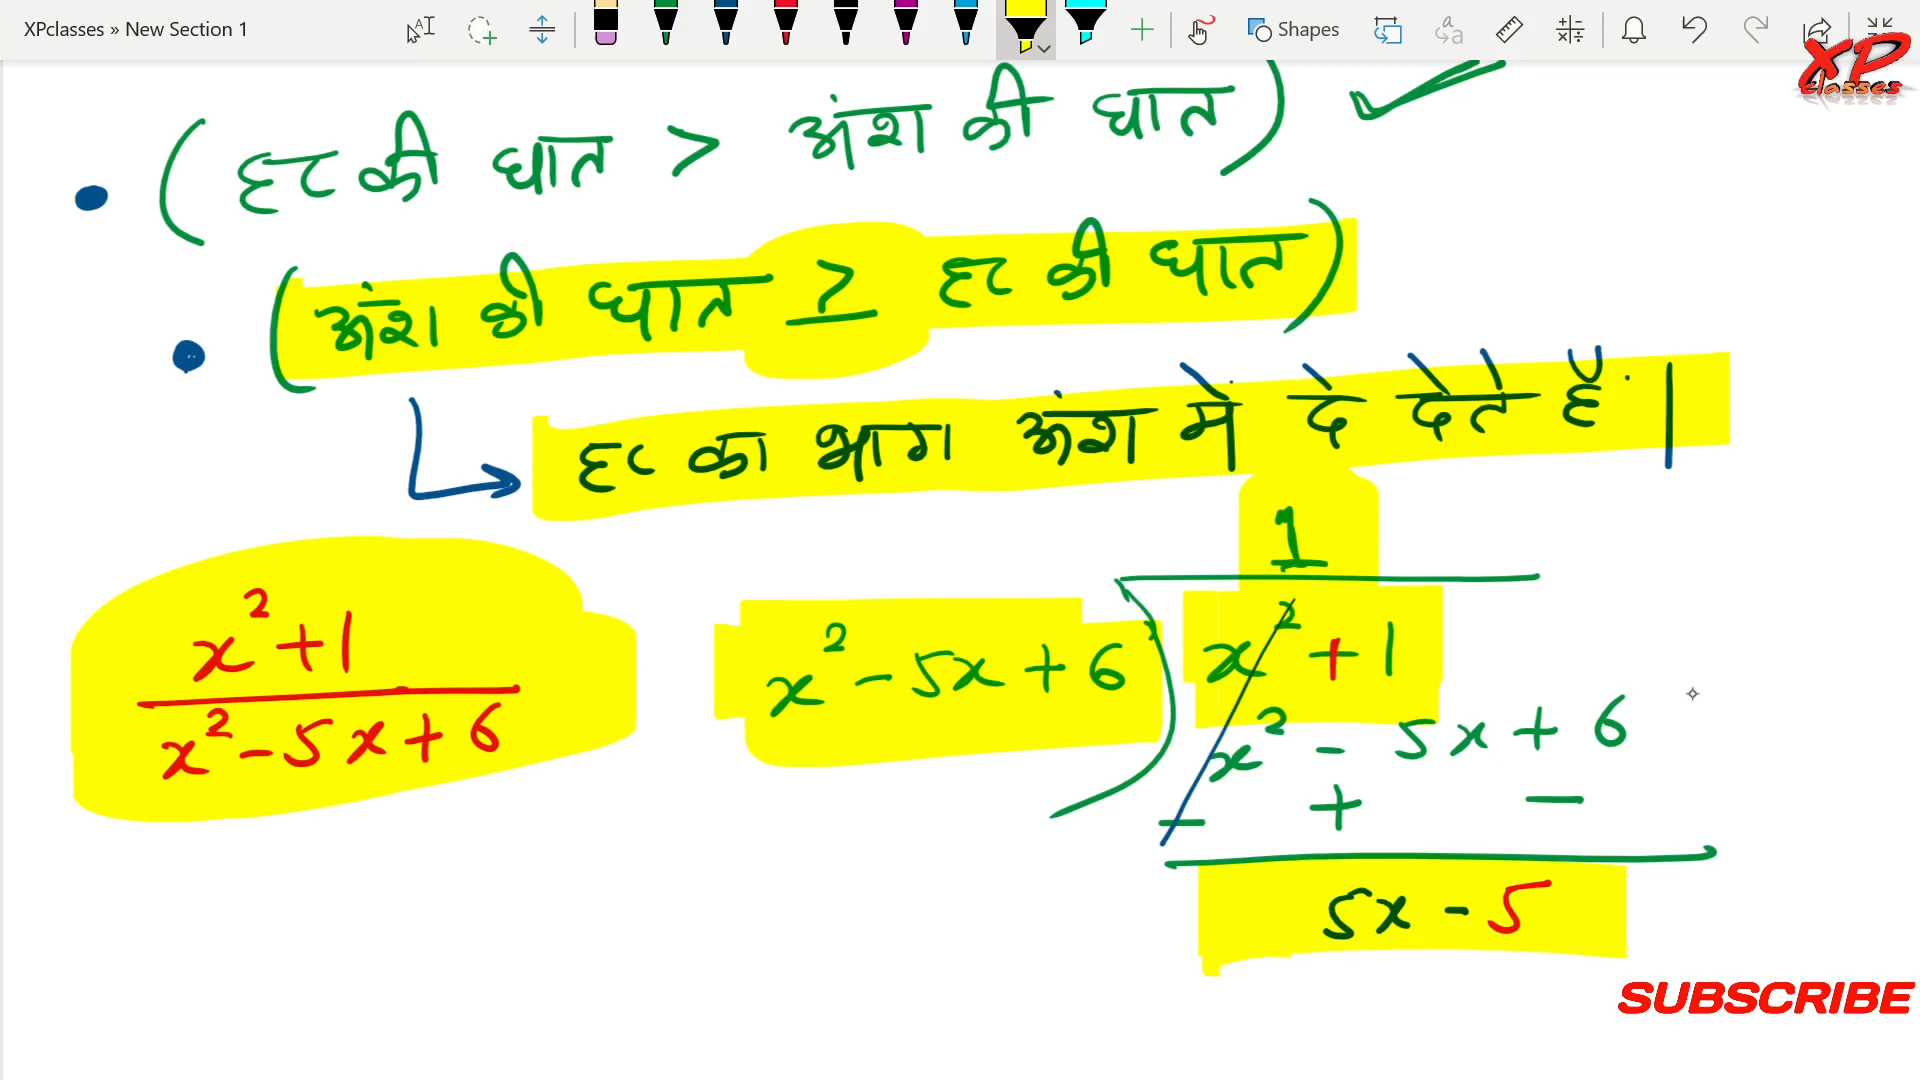 XPclasses » New Section 1
Shapes
XP
classes
(हर की घात > अंश की घात) ✓
(अंश की घात ≥ हर की घात)
हर का भाग अंश में दे देते हैं |
1
x² + 1
x² - 5x + 6
x² - 5x + 6
x² + 1
x² - 5x + 6
- + -
5x - 5
SUBSCRIBE